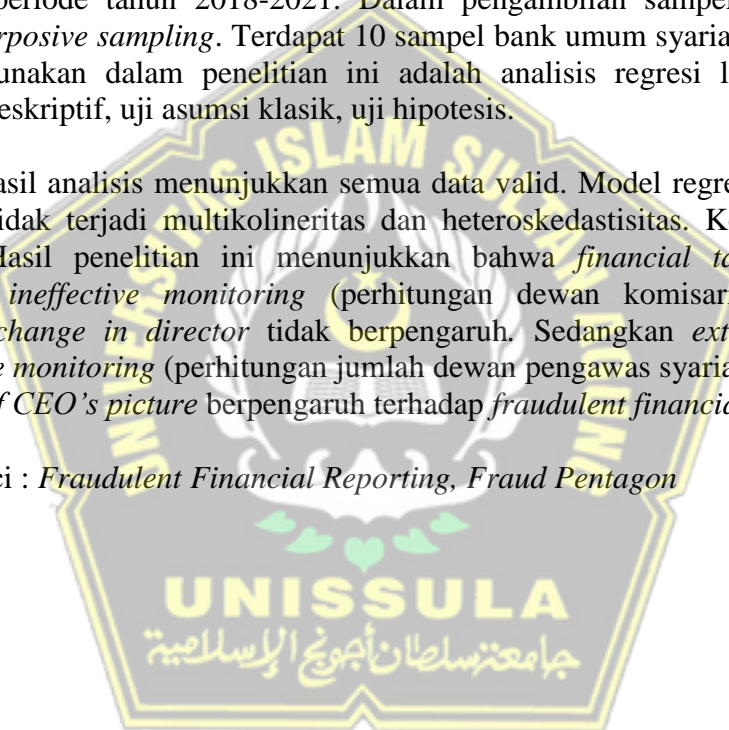 periode tahun 2018-2021. Dalam pengambilan sampel
rposive sampling. Terdapat 10 sampel bank umum syaria
unakan dalam penelitian ini adalah analisis regresi l
eskriptif, uji asumsi klasik, uji hipotesis.
asil analisis menunjukkan semua data valid. Model regre
idak terjadi multikolineritas dan heteroskedastisitas. K
Hasil penelitian ini menunjukkan bahwa financial ta
ineffective monitoring (perhitungan dewan komisari
change in director tidak berpengaruh. Sedangkan ext
e monitoring (perhitungan jumlah dewan pengawas syaria
f CEO’s picture berpengaruh terhadap fraudulent financia
ci : Fraudulent Financial Reporting, Fraud Pentagon
UNIVERSITAS ISLAM SULTAN AGUNG
UNISSULA
جامعة سلطان أجونج الإسلامية